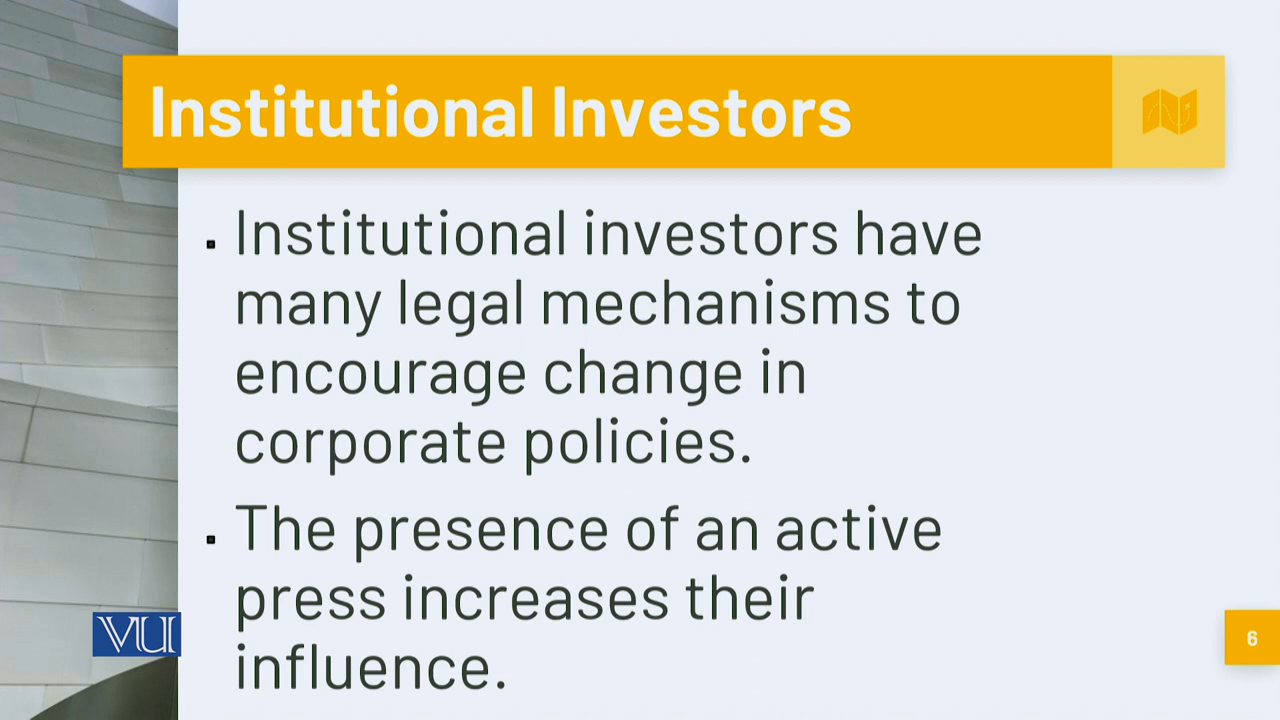 Institutional Investors
Institutional investors have
many legal mechanisms to
encourage change in
corporate policies.
The presence of an active
press increases their
influence.
VU
6